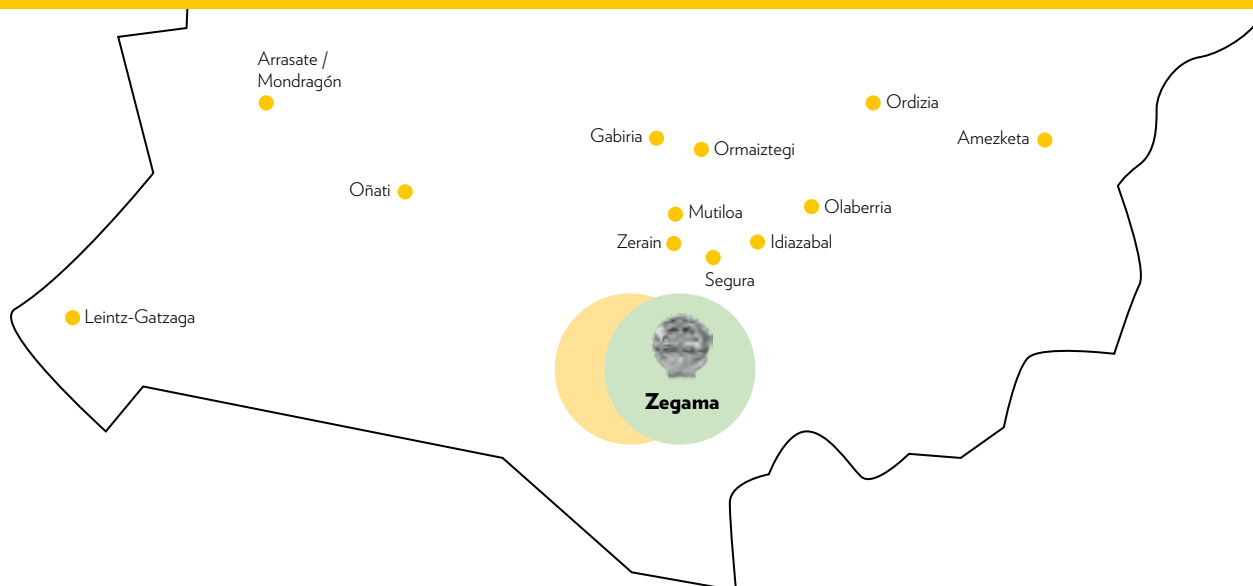 Arrasate /
Mondragón
Ordizia
Gabiria
Ormaiztegi
Amezketa
Oñati
Mutiloa
Olaberria
Zerain
Idiazabal
Segura
Leintz-Gatzaga
Zegama